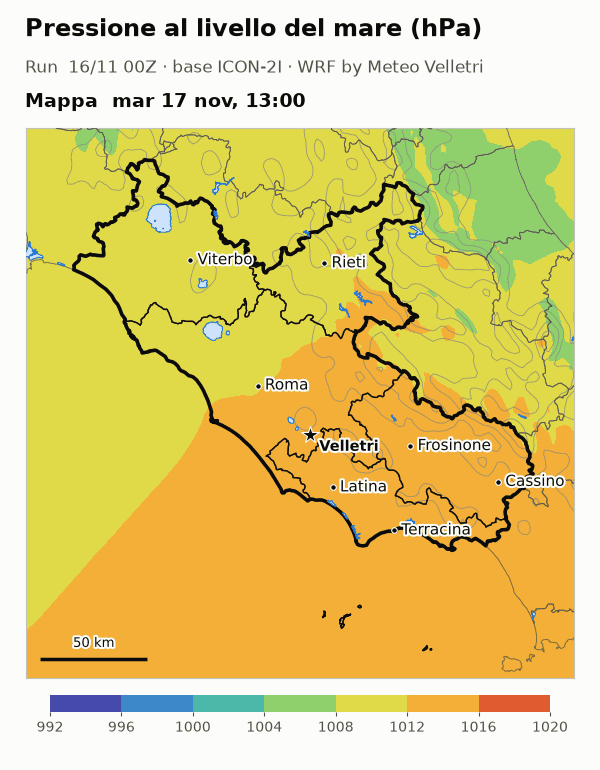 Pressione al livello del mare (hPa)
Run 16/11 00Z · base ICON-2I · WRF by Meteo Velletri
Mappa mar 17 nov, 13:00
Viterbo
Rieti
Roma
Velletri
Frosinone
Latina
Cassino
Terracina
50 km
992 996 1000 1004 1008 1012 1016 1020